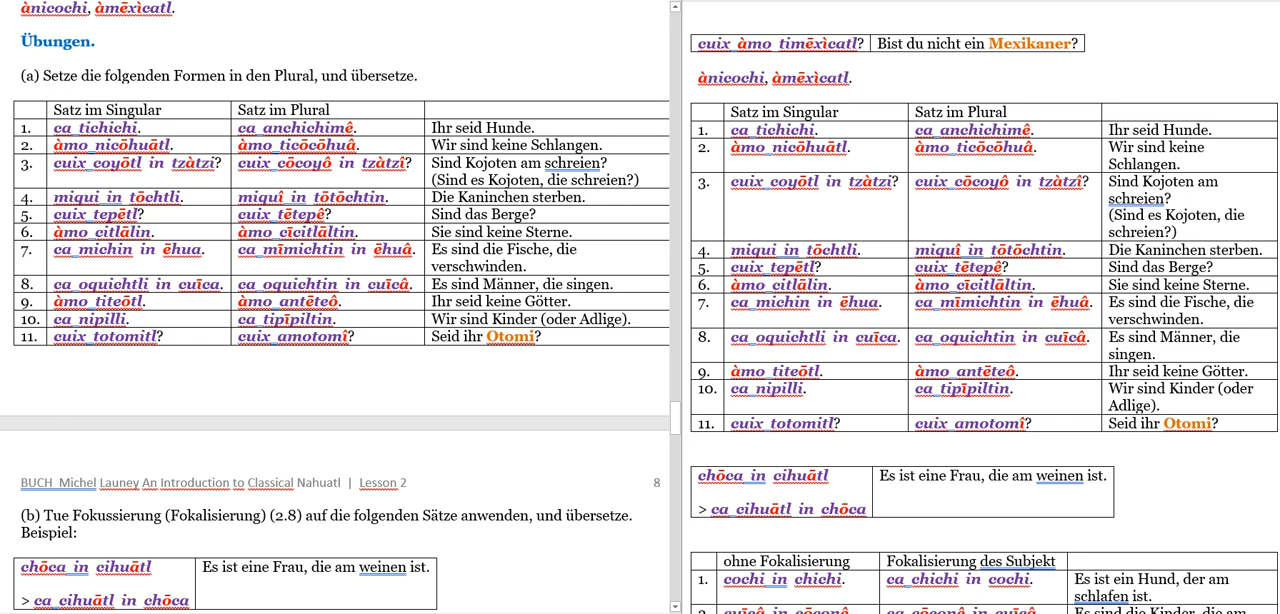 ànicochi, àmēxìcatl.
Übungen.
(a) Setze die folgenden Formen in den Plural, und übersetze.
Satz im Singular Satz im Plural
1. ca tichichi. ca anchichimê. Ihr seid Hunde.
2. àmo nicōhuātl. àmo ticōcōhuâ. Wir sind keine Schlangen.
3. cuix coyōtl in tzàtzi? cuix cōcoyô in tzàtzî? Sind Kojoten am schreien?
(Sind es Kojoten, die schreien?)
4. miqui in tōchtli. miquî in tōtōchtin. Die Kaninchen sterben.
5. cuix tepētl? cuix tētepê? Sind das Berge?
6. àmo citlālin. àmo cīcitlāltin. Sie sind keine Sterne.
7. ca michin in ēhua. ca mīmichtin in ēhuâ. Es sind die Fische, die
verschwinden.
8. ca oquichtli in cuīca. ca oquichtin in cuīcâ. Es sind Männer, die singen.
9. àmo titeōtl. àmo antēteô. Ihr seid keine Götter.
10. ca nipilli. ca tipīpiltin. Wir sind Kinder (oder Adlige).
11. cuix totomitl? cuix amotomî? Seid ihr Otomi?
BUCH Michel Launey An Introduction to Classical Nahuatl | Lesson 2 8
(b) Tue Fokussierung (Fokalisierung) (2.8) auf die folgenden Sätze anwenden, und übersetze.
Beispiel:
chōca in cihuātl Es ist eine Frau, die am weinen ist.
> ca cihuātl in chōca
cuix àmo timēxìcatl? Bist du nicht ein Mexikaner?
ànicochi, àmēxìcatl.
Satz im Singular Satz im Plural
1. ca tichichi. ca anchichimê. Ihr seid Hunde.
2. àmo nicōhuātl. àmo ticōcōhuâ. Wir sind keine
Schlangen.
3. cuix coyōtl in tzàtzi? cuix cōcoyô in tzàtzî? Sind Kojoten am
schreien?
(Sind es Kojoten, die
schreien?)
4. miqui in tōchtli. miquî in tōtōchtin. Die Kaninchen sterben.
5. cuix tepētl? cuix tētepê? Sind das Berge?
6. àmo citlālin. àmo cīcitlāltin. Sie sind keine Sterne.
7. ca michin in ēhua. ca mīmichtin in ēhuâ. Es sind die Fische, die
verschwinden.
8. ca oquichtli in cuīca. ca oquichtin in cuīcâ. Es sind Männer, die
singen.
9. àmo titeōtl. àmo antēteô. Ihr seid keine Götter.
10. ca nipilli. ca tipīpiltin. Wir sind Kinder (oder
Adlige).
11. cuix totomitl? cuix amotomî? Seid ihr Otomi?
chōca in cihuātl Es ist eine Frau, die am weinen ist.
> ca cihuātl in chōca
ohne Fokalisierung Fokalisierung des Subjekt
1. cochi in chichi. ca chichi in cochi. Es ist ein Hund, der am
schlafen ist.